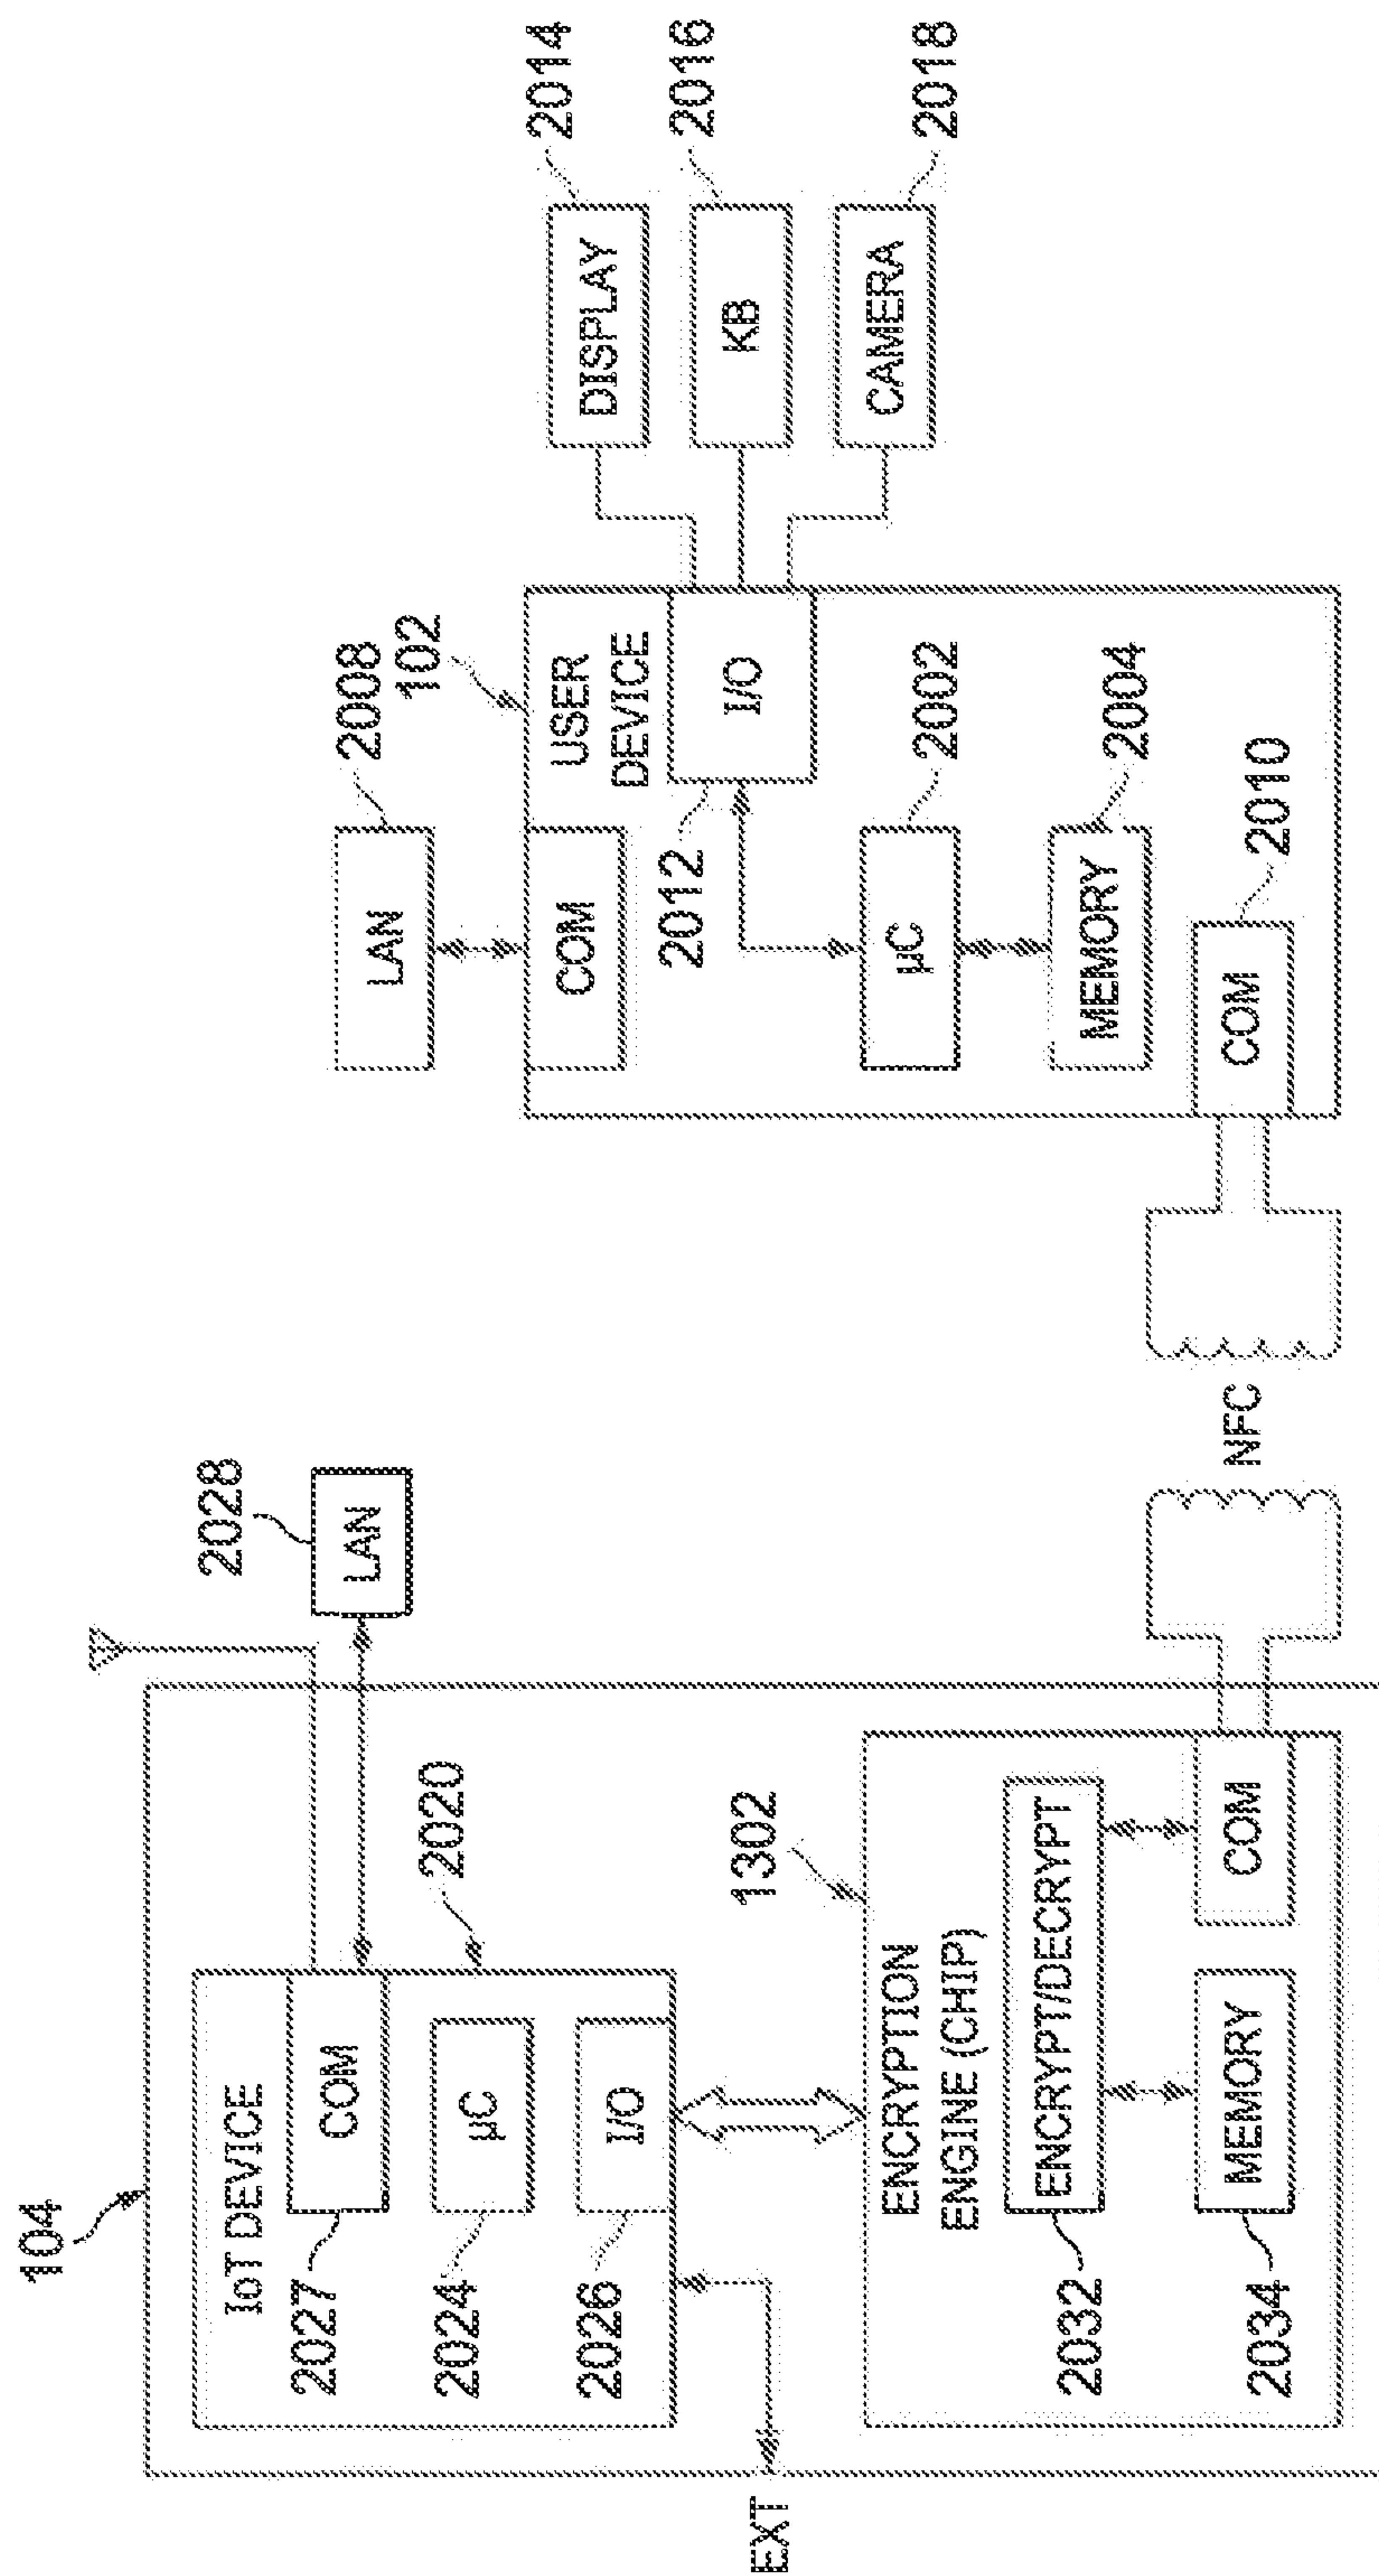 104
IoT DEVICE
2027
COM
2024
µC
2026
I/O
2020
2028
LAN
EXT
1302
ENCRYPTION
ENGINE (CHIP)
2032
ENCRYPT/DECRYPT
2034
MEMORY
COM
NFC
LAN
2008
102
USER
DEVICE
COM
2012
I/O
µC
2002
MEMORY
2004
COM
2010
DISPLAY
2014
KB
2016
CAMERA
2018